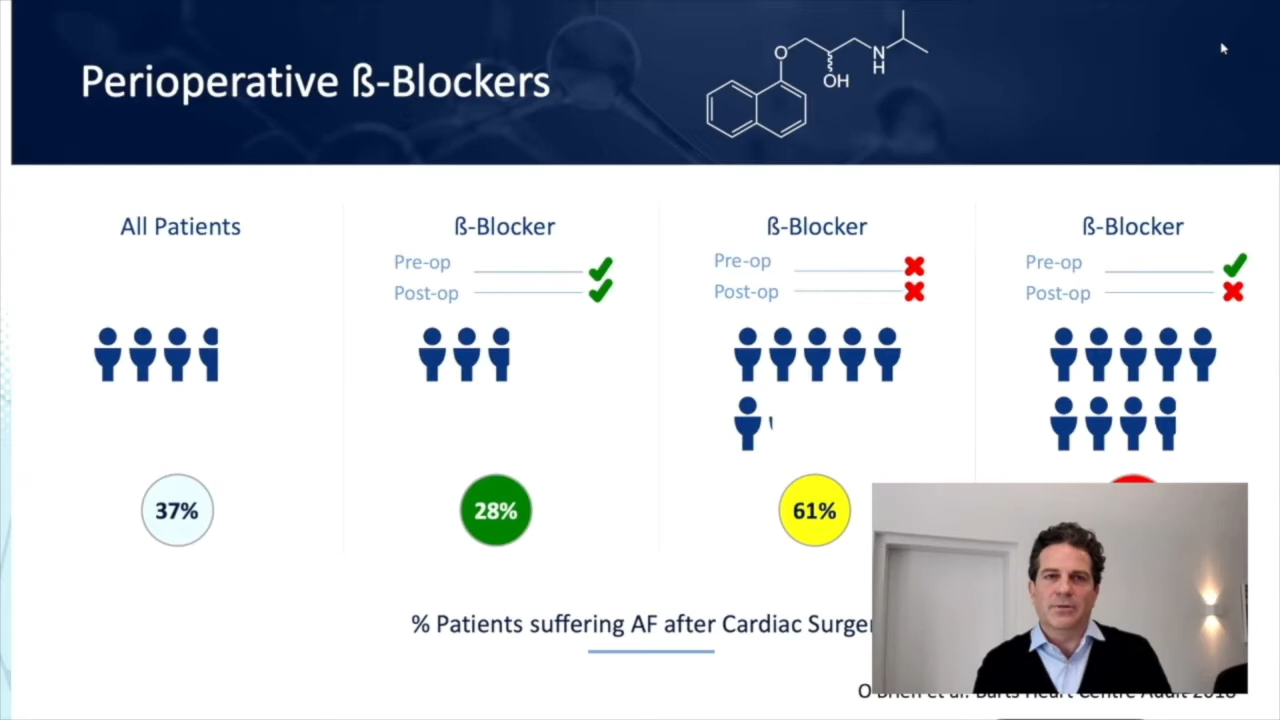 Perioperative ß-Blockers
O
OH
N
H
All Patients
37%
ß-Blocker
Pre-op
Post-op
28%
ß-Blocker
Pre-op
Post-op
61%
ß-Blocker
Pre-op
Post-op
% Patients suffering AF after Cardiac Surger